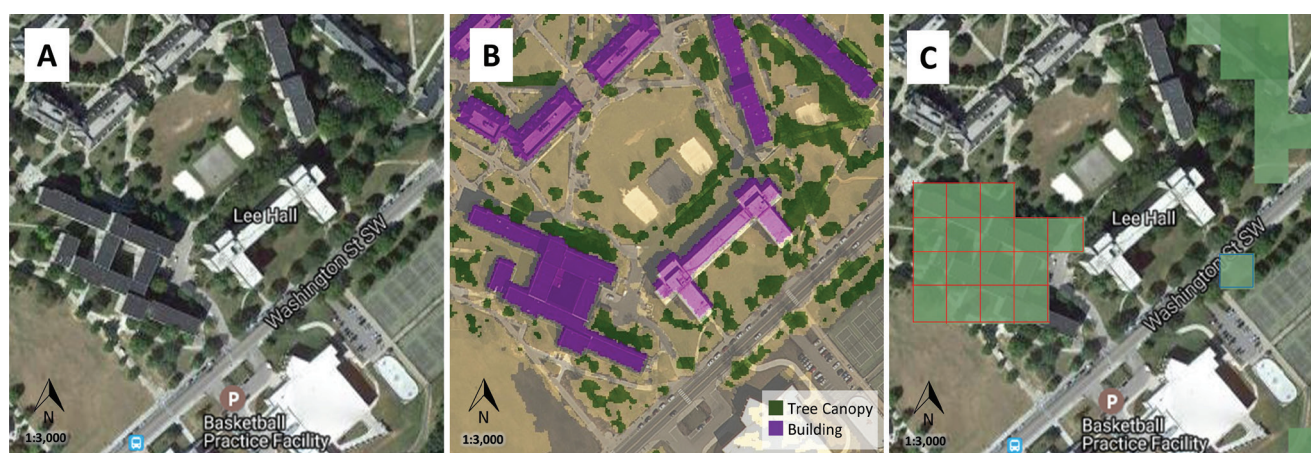 A
Lee Hall
Washington St SW
P
Basketball
Practice Facility
N
1:3,000
B
Tree Canopy
Building
N
1:3,000
C
Lee Hall
Washington St SW
P
Basketball
Practice Facility
N
1:3,000